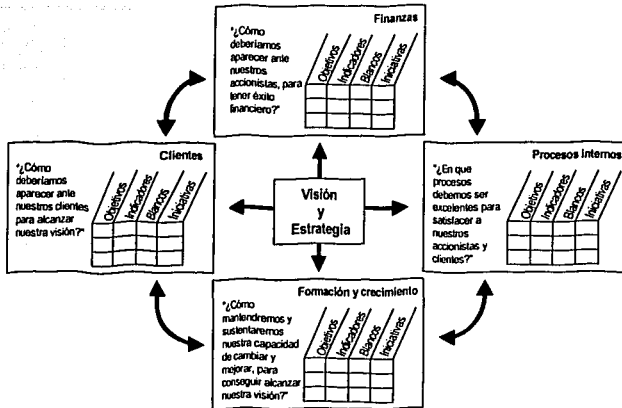 Finanzas
"¿Cómo
deberíamos
aparecer ante
nuestros
accionistas, para
tener éxito
financiero?"
Objetivos
Indicadores
Blancos
Iniciativas
Clientes
"¿Cómo
deberíamos
aparecer ante
nuestros clientes
para alcanzar
nuestra visión?"
Objetivos
Indicadores
Blancos
Iniciativas
Visión
y
Estrategia
Procesos internos
"¿En que
procesos
debemos ser
excelentes para
satisfacer a
nuestros
accionistas y
clientes?"
Objetivos
Indicadores
Blancos
Iniciativas
Formación y crecimiento
"¿Cómo
mantendremos y
sustentaremos
nuestra capacidad
de cambiar y
mejorar, para
conseguir alcanzar
nuestra visión?"
Objetivos
Indicadores
Blancos
Iniciativas